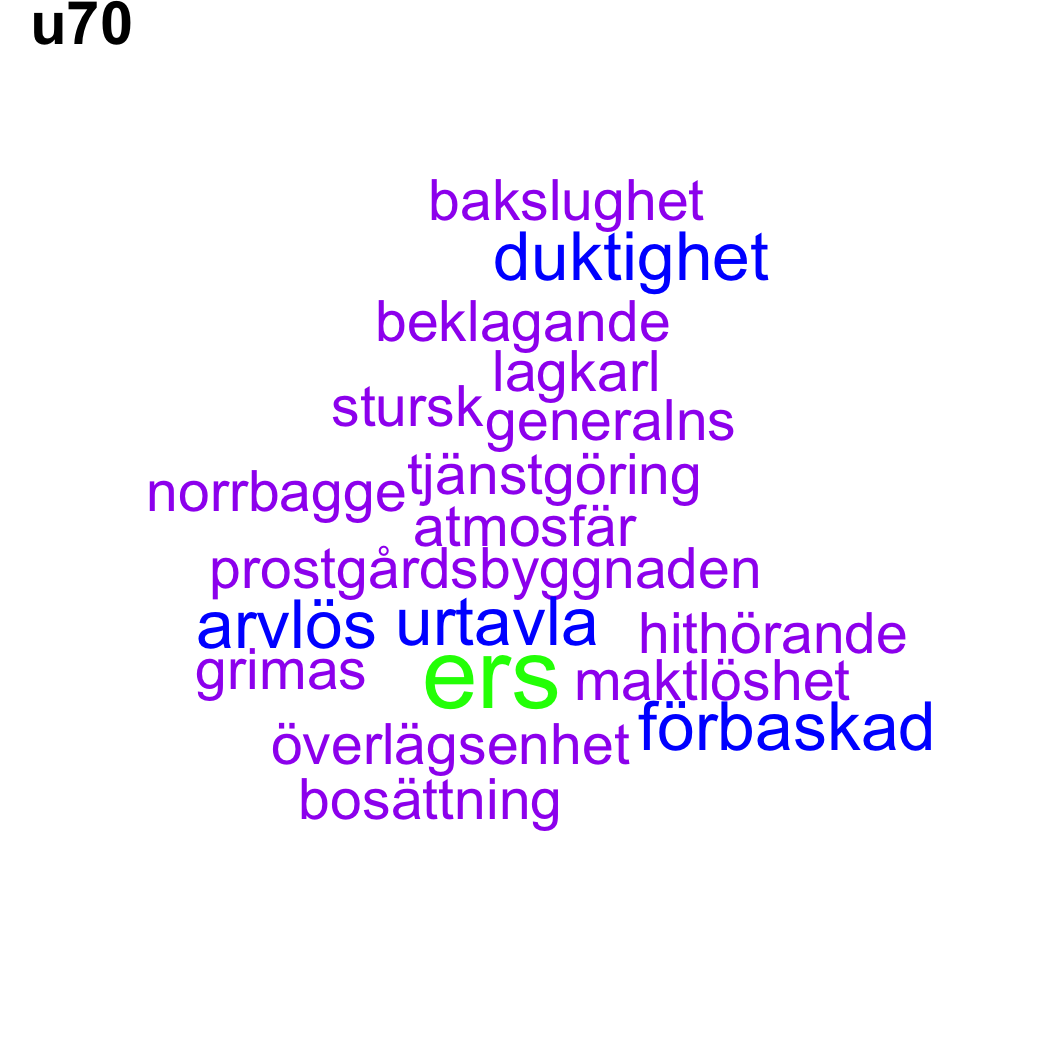 u70
bakslughet
duktighet
beklagande
lagkarl
stursk
generalns
tjänstgöring
norrbagge
atmosfär
prostgårdsbyggnaden
arvlös urtavla hithörande
grimas ers maktlöshet
förbaskad
överlägsenhet
bosättning